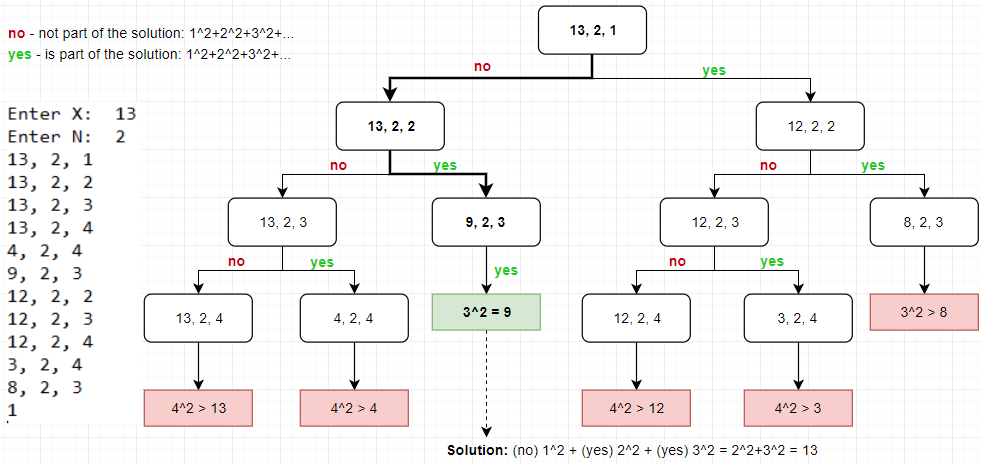 no - not part of the solution: 1^2+2^2+3^2+...
yes - is part of the solution: 1^2+2^2+3^2+...
Enter X:  13
Enter N:  2
13, 2, 1
13, 2, 2
13, 2, 3
13, 2, 4
4, 2, 4
9, 2, 3
12, 2, 2
12, 2, 3
12, 2, 4
3, 2, 4
8, 2, 3
1
13, 2, 1
no yes
13, 2, 2 12, 2, 2
no yes no yes
13, 2, 3 9, 2, 3 12, 2, 3 8, 2, 3
no yes yes no yes
13, 2, 4 4, 2, 4 3^2 = 9 12, 2, 4 3, 2, 4 3^2 > 8
4^2 > 13 4^2 > 4 4^2 > 12 4^2 > 3
Solution: (no) 1^2 + (yes) 2^2 + (yes) 3^2 = 2^2+3^2 = 13